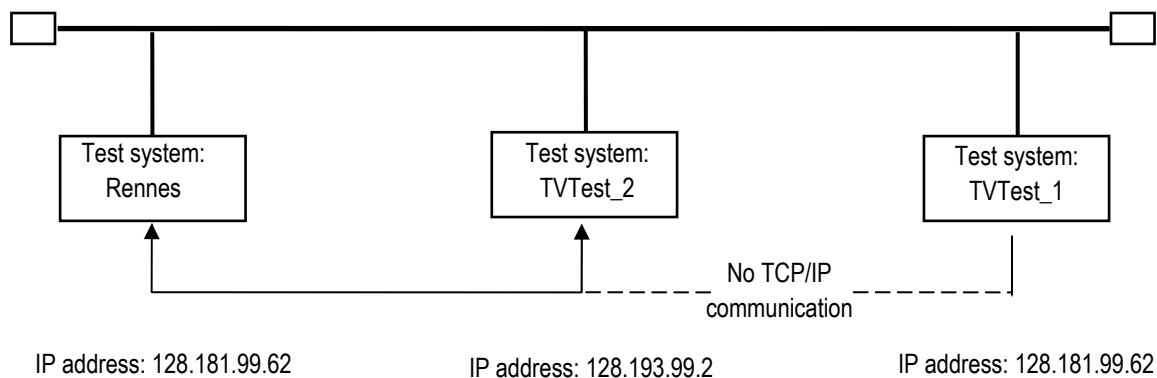 Test system:
Rennes
Test system:
TVTest_2
Test system:
TVTest_1
No TCP/IP
communication
IP address: 128.181.99.62
IP address: 128.193.99.2
IP address: 128.181.99.62